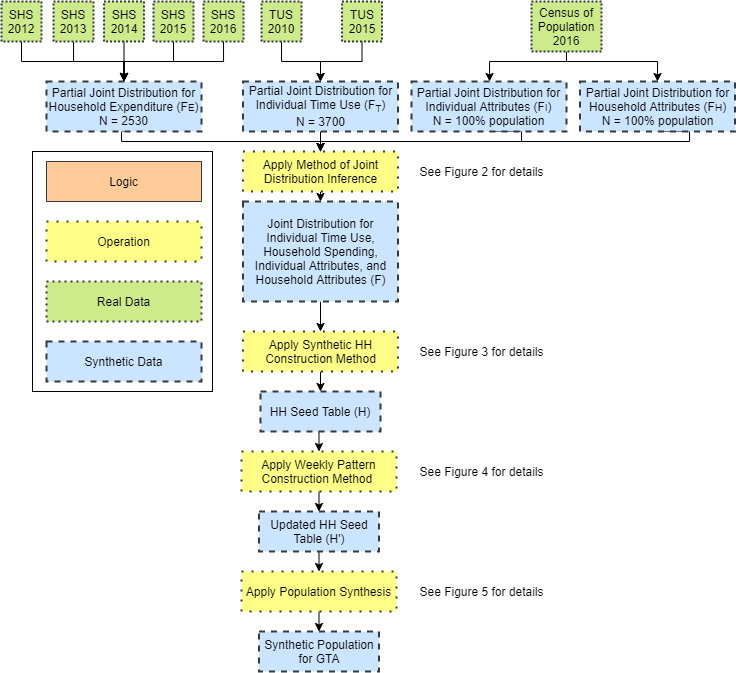 SHS
2012
SHS
2013
SHS
2014
SHS
2015
SHS
2016
TUS
2010
TUS
2015
Census of
Population
2016
Partial Joint Distribution for
Household Expenditure (FE)
N = 2530
Partial Joint Distribution for
Individual Time Use (FT)
N = 3700
Partial Joint Distribution for
Individual Attributes (FI)
N = 100% population
Partial Joint Distribution for
Household Attributes (FH)
N = 100% population
Apply Method of Joint
Distribution Inference
See Figure 2 for details
Logic
Operation
Real Data
Synthetic Data
Joint Distribution for
Individual Time Use,
Household Spending,
Individual Attributes, and
Household Attributes (F)
Apply Synthetic HH
Construction Method
See Figure 3 for details
HH Seed Table (H)
Apply Weekly Pattern
Construction Method
See Figure 4 for details
Updated HH Seed
Table (H')
Apply Population Synthesis
See Figure 5 for details
Synthetic Population
for GTA